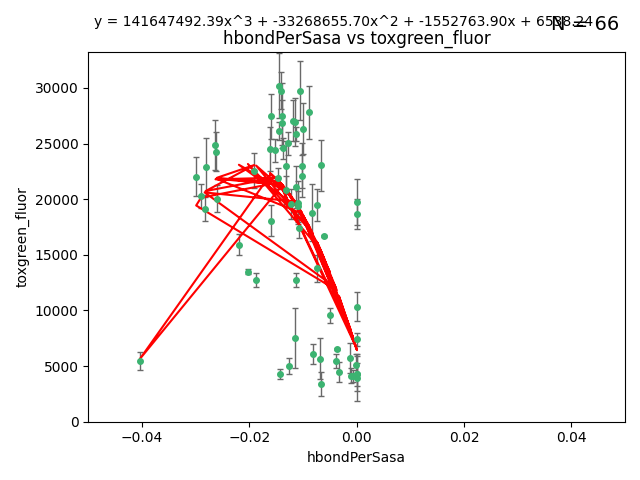 y = 141647492.39x^3 + -33268655.70x^2 + -1552763.90x + 6538.24
N = 66
hbondPerSasa vs toxgreen_fluor
30000
25000
20000
15000
10000
5000
0
toxgreen_fluor
−0.04 −0.02 0.00 0.02 0.04
hbondPerSasa